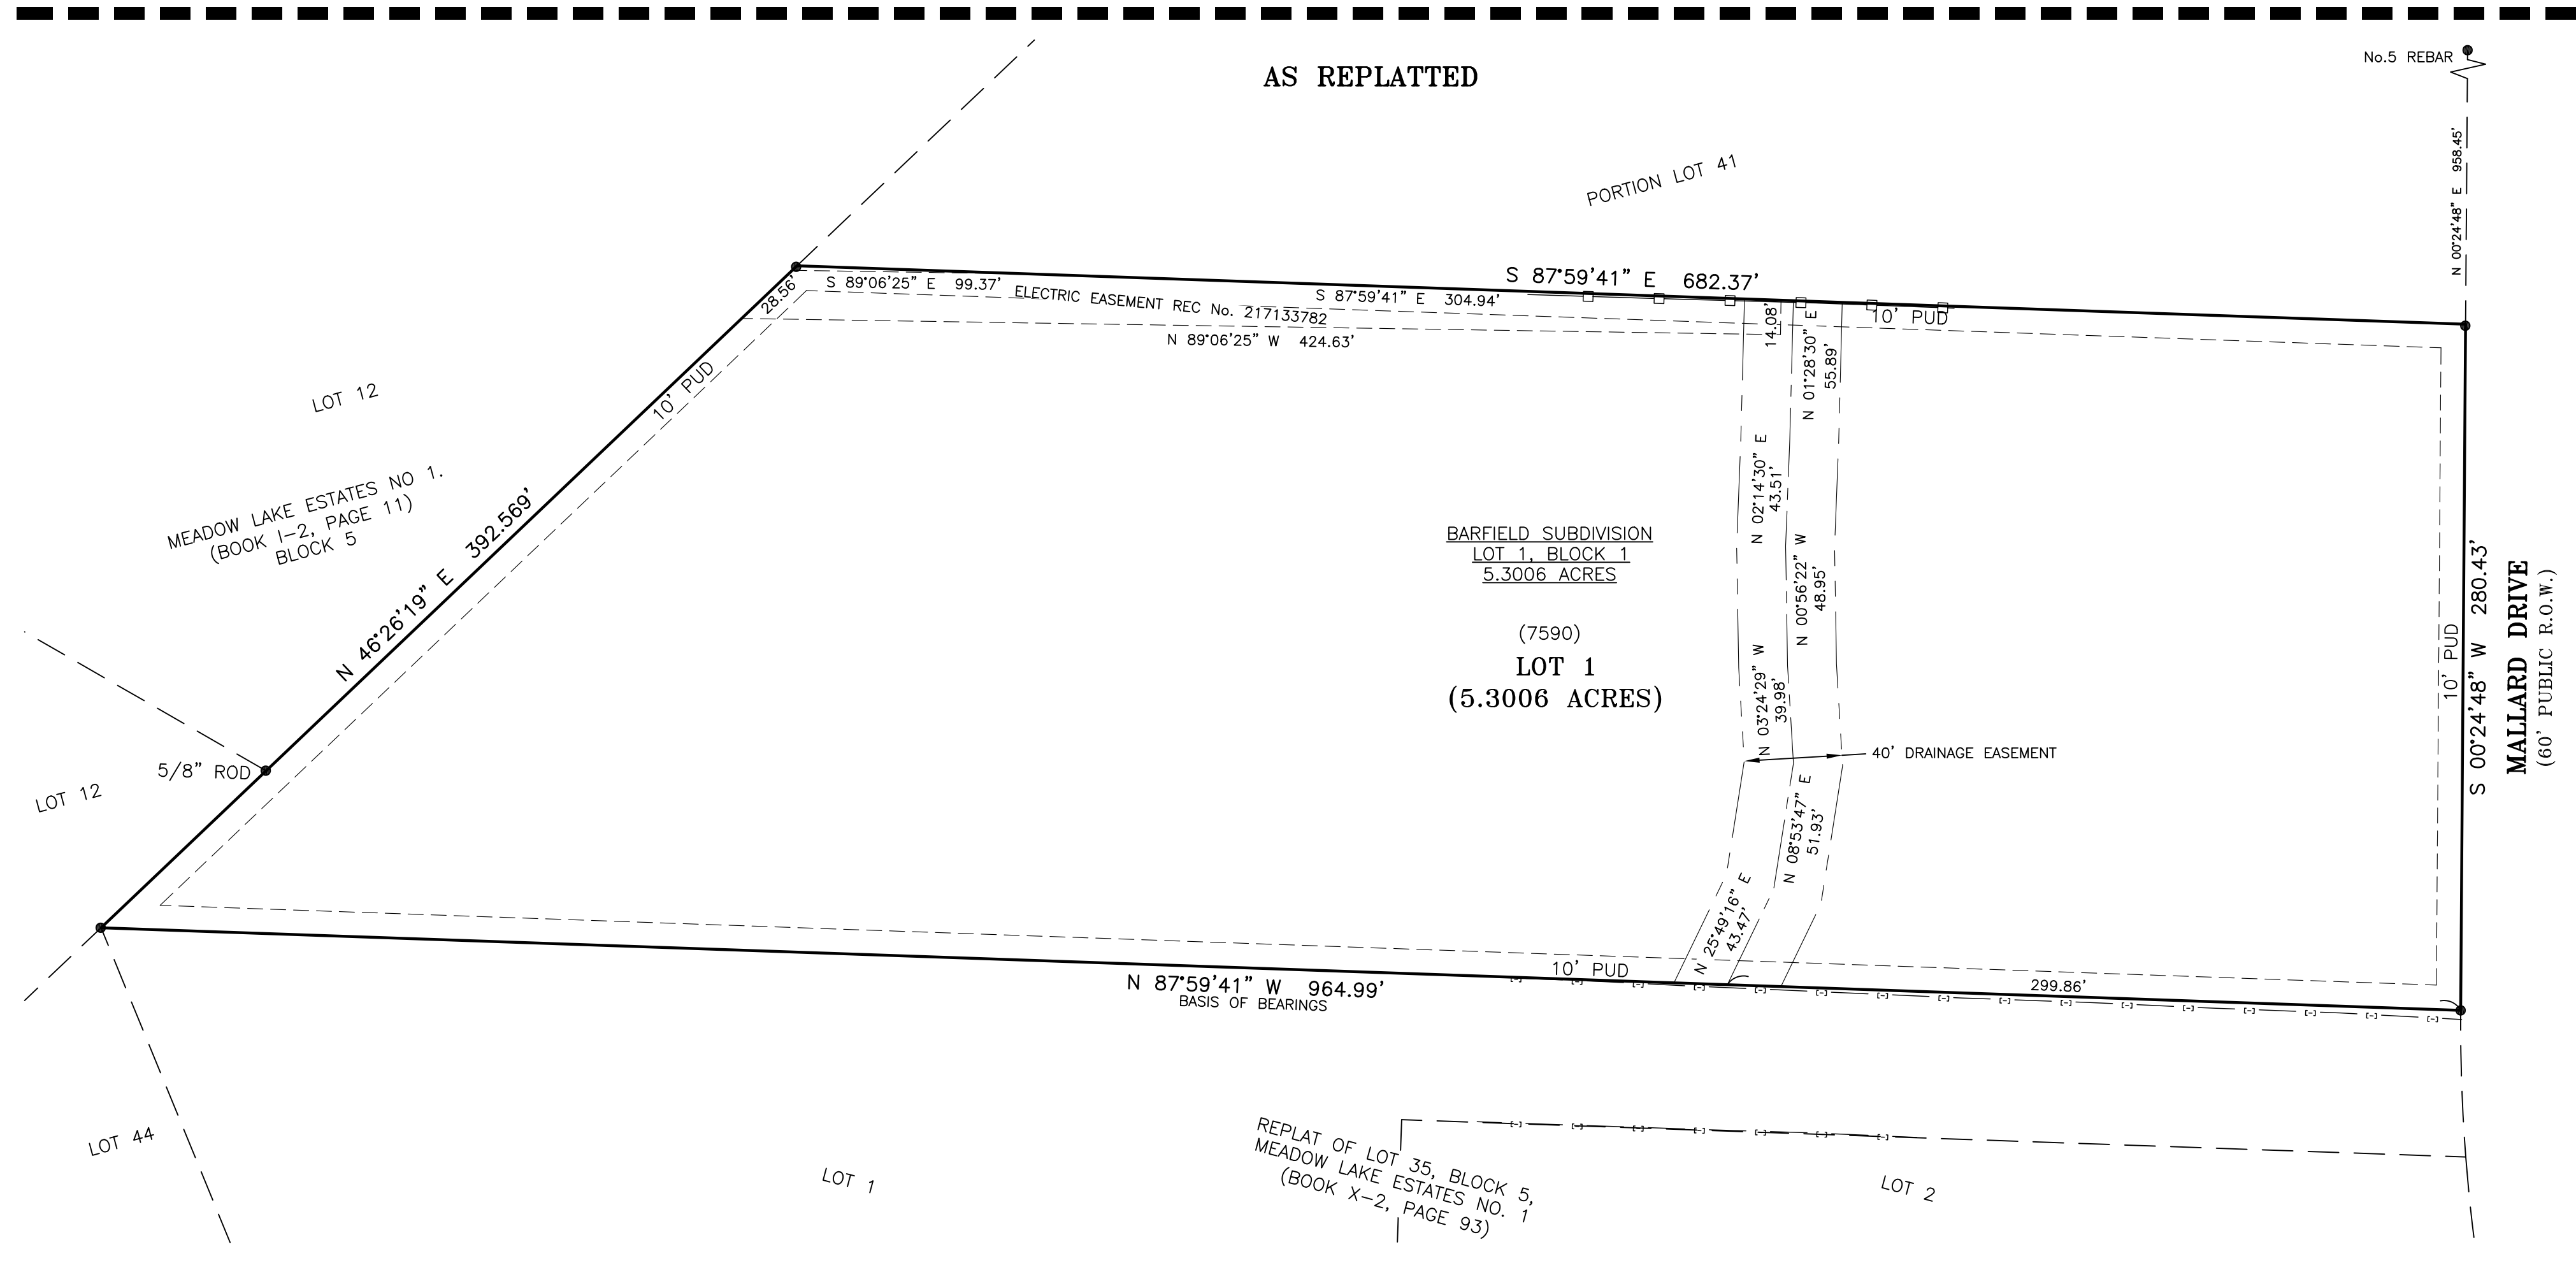 AS REPLATTED
No.5 REBAR
N 00°24'48" E 958.45'
PORTION LOT 41
S 87°59'41" E 682.37'
S 89°06'25" E 99.37'
28.56'
ELECTRIC EASEMENT REC No. 217133782
S 87°59'41" E 304.94'
N 89°06'25" W 424.63'
14.08'
10' PUD
N 01°28'30" E
55.89'
10' PUD
LOT 12
MEADOW LAKE ESTATES NO 1.
(BOOK I-2, PAGE 11)
BLOCK 5
N 46°26'19" E 392.569'
N 02°14'30" E
43.51'
BARFIELD SUBDIVISION
LOT 1, BLOCK 1
5.3006 ACRES
(7590)
LOT 1
(5.3006 ACRES)
N 00°56'22" W
48.95'
N 03°24'29" W
39.98'
10' PUD
S 00°24'48" W 280.43'
MALLARD DRIVE
(60' PUBLIC R.O.W.)
5/8" ROD
LOT 12
40' DRAINAGE EASEMENT
N 08°53'47" E
51.93'
N 25°49'16" E
43.47'
10' PUD
N 87°59'41" W 964.99'
BASIS OF BEARINGS
299.86'
LOT 44
LOT 1
REPLAT OF LOT 35, BLOCK 5,
MEADOW LAKE ESTATES NO. 1
(BOOK X-2, PAGE 93)
LOT 2